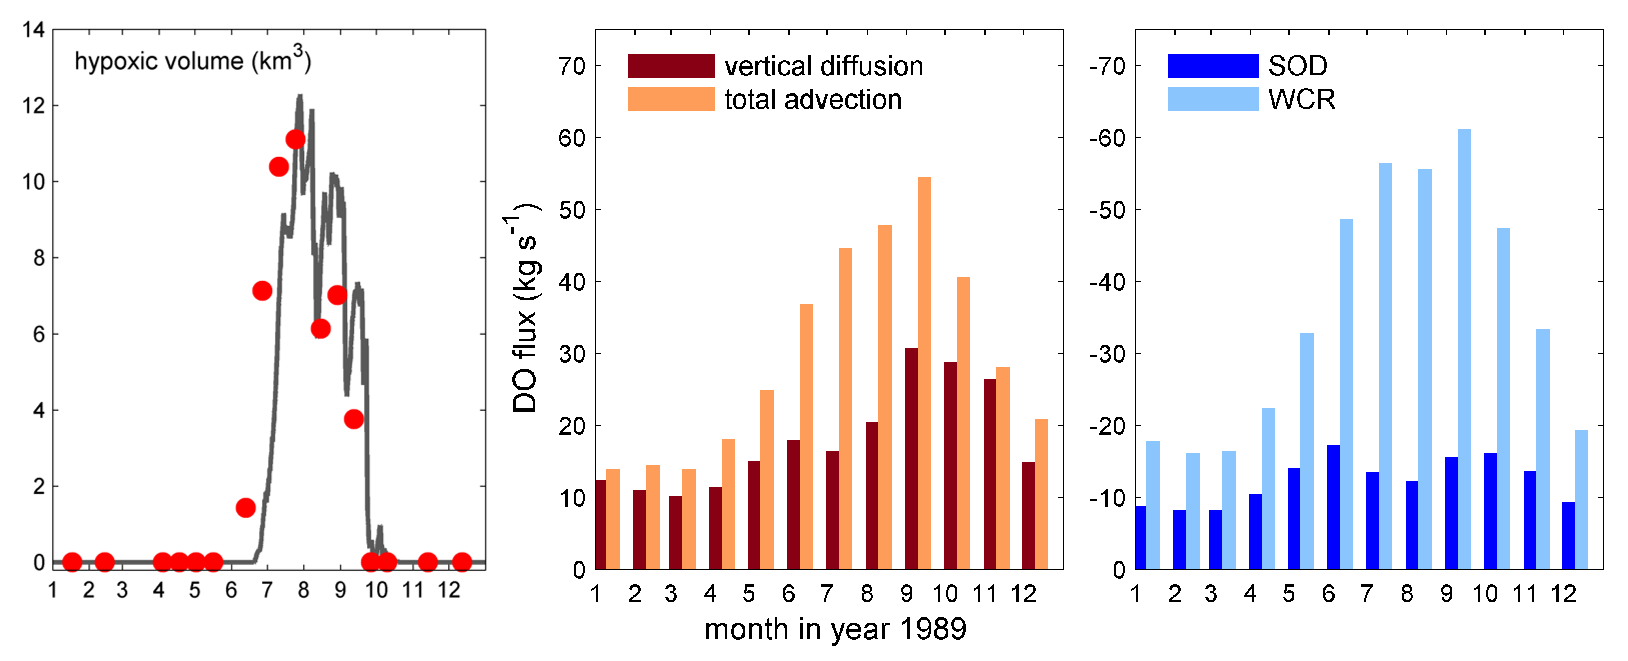 hypoxic volume (km³)
14
12
10
8
6
4
2
0
1 2 3 4 5 6 7 8 9 10 11 12
vertical diffusion
total advection
DO flux (kg s⁻¹)
70
60
50
40
30
20
10
0
1 2 3 4 5 6 7 8 9 10 11 12
month in year 1989
SOD
WCR
-70
-60
-50
-40
-30
-20
-10
0
1 2 3 4 5 6 7 8 9 10 11 12